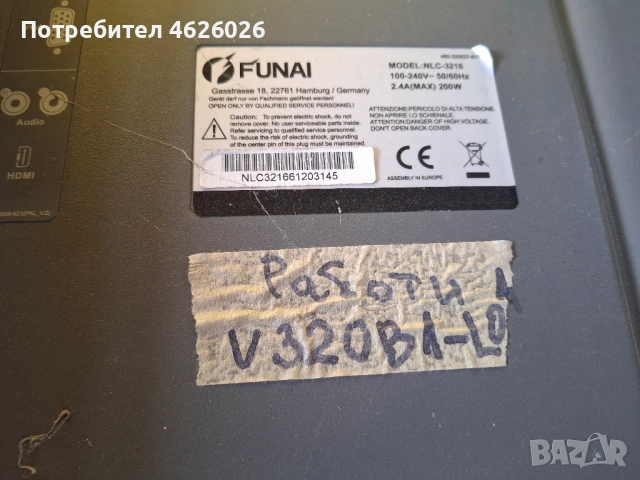 Потребител 4626026
FUNAI
Gasstrasse 18, 22761 Hamburg / Germany
Gerät darf nur von Fachmann geöffnet werden
OPEN ONLY BY QUALIFIED SERVICE PERSONNEL!
MODEL:NLC-3216
100-240V~ 50/60Hz
2.4A(MAX) 200W
Caution: To prevent electric shock, do not
remove cover. No user serviceable parts inside.
Refer servicing to qualified service personnel.
To reduce the risk of electric shock, grounding
of the center pin of this plug must be maintained.
ATTENZIONE:PERICOLO DI ALTA TENSIONE,
NON APRIRE LO SCHIENALE.
ATTENTION:DANGER OF HIGH VOLTAGE,
DON'T OPEN BACK COVER.
NLC321661203145
CE
ASSEMBLY IN EUROPE
Audio
HDMI
Работи
V320B1-L01
BAZAR